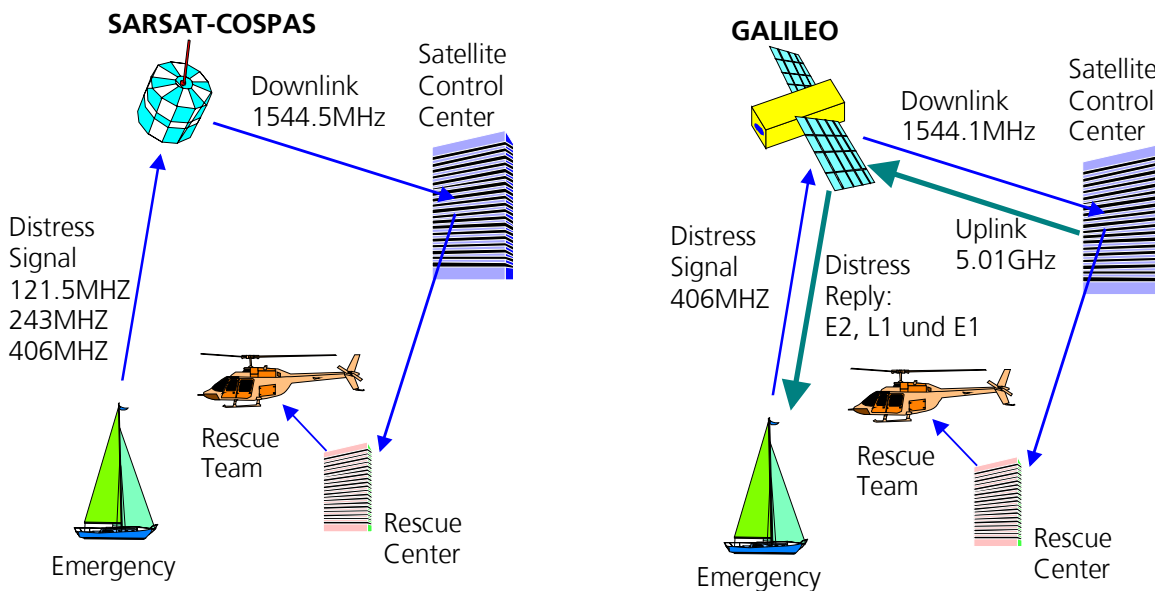 SARSAT-COSPAS
Satellite
Control
Center
Downlink
1544.5MHz
Distress
Signal
121.5MHZ
243MHZ
406MHZ
Rescue
Team
Rescue
Center
Emergency
GALILEO
Satellite
Control
Center
Downlink
1544.1MHz
Uplink
5.01GHz
Distress
Signal
406MHZ
Distress
Reply:
E2, L1 und E1
Rescue
Team
Rescue
Center
Emergency